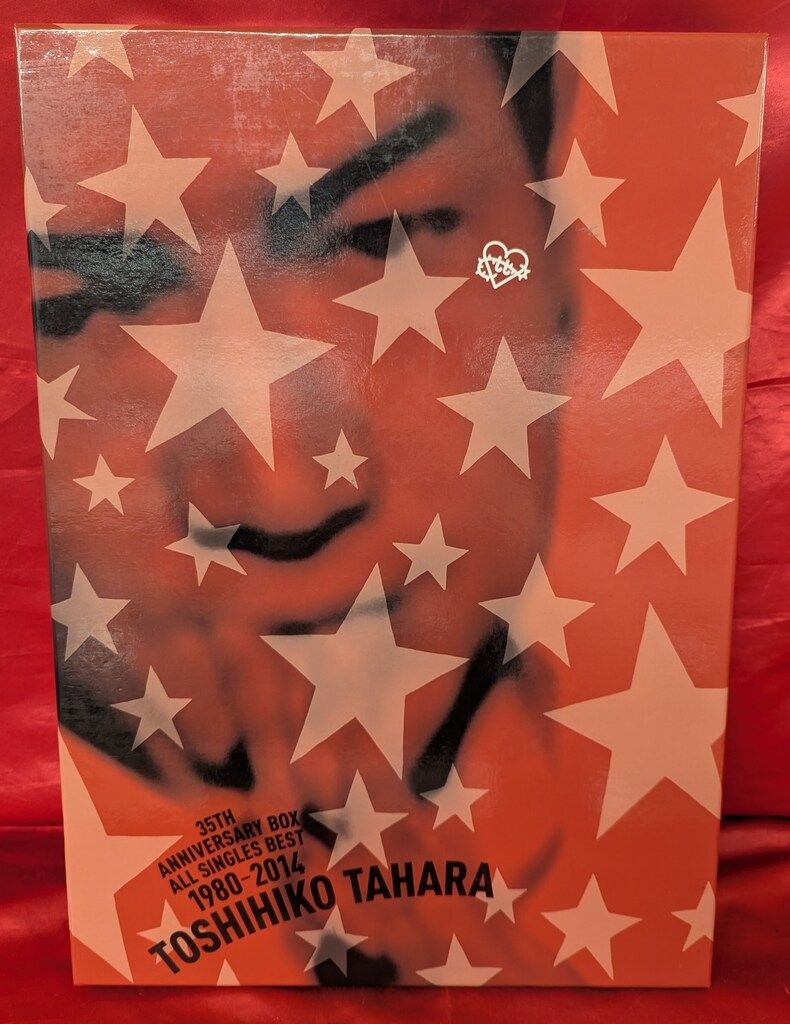 35TH
ANNIVERSARY BOX
ALL SINGLES BEST
1980-2014
TOSHIHIKO TAHARA